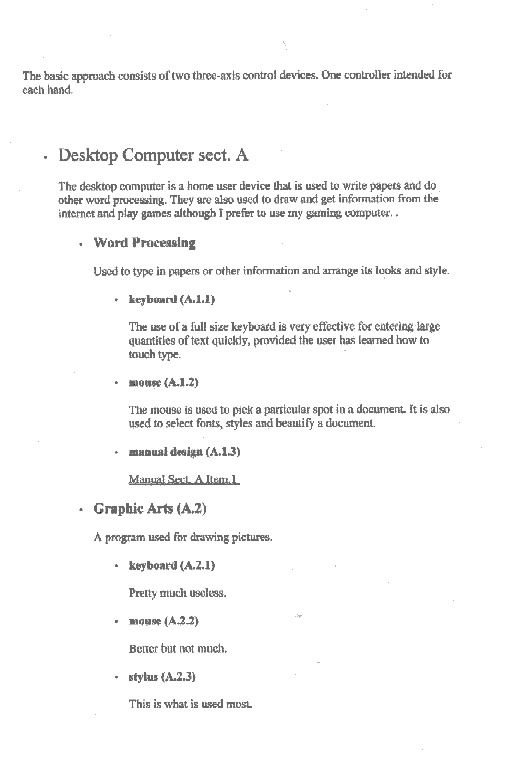 The basic approach consists of two three-axis control devices. One controller intended for
each hand.
• Desktop Computer sect. A
The desktop computer is a home user device that is used to write papers and do
other word processing. They are also used to draw and get information from the
internet and play games although I prefer to use my gaming computer. .
• Word Processing
Used to type in papers or other information and arrange its looks and style.
• keyboard (A.1.1)
The use of a full size keyboard is very effective for entering large
quantities of text quickly, provided the user has learned how to
touch type.
• mouse (A.1.2)
The mouse is used to pick a particular spot in a document. It is also
used to select fonts, styles and beautify a document.
• manual design (A.1.3)
Manual Sect. A Item.1
• Graphic Arts (A.2)
A program used for drawing pictures.
• keyboard (A.2.1)
Pretty much useless.
• mouse (A.2.2)
Better but not much.
• stylus (A.2.3)
This is what is used most.